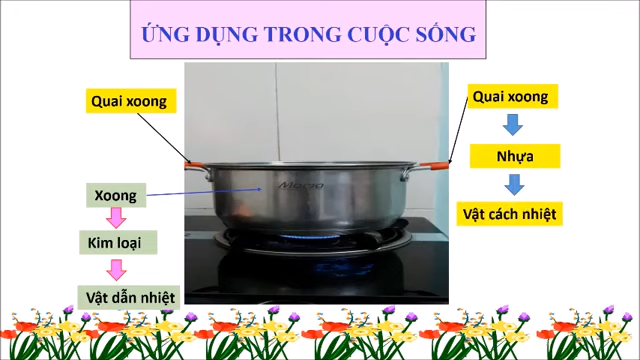 ỨNG DỤNG TRONG CUỘC SỐNG
Quai xoong
Quai xoong
Nhựa
Vật cách nhiệt
Xoong
Kim loại
Vật dẫn nhiệt